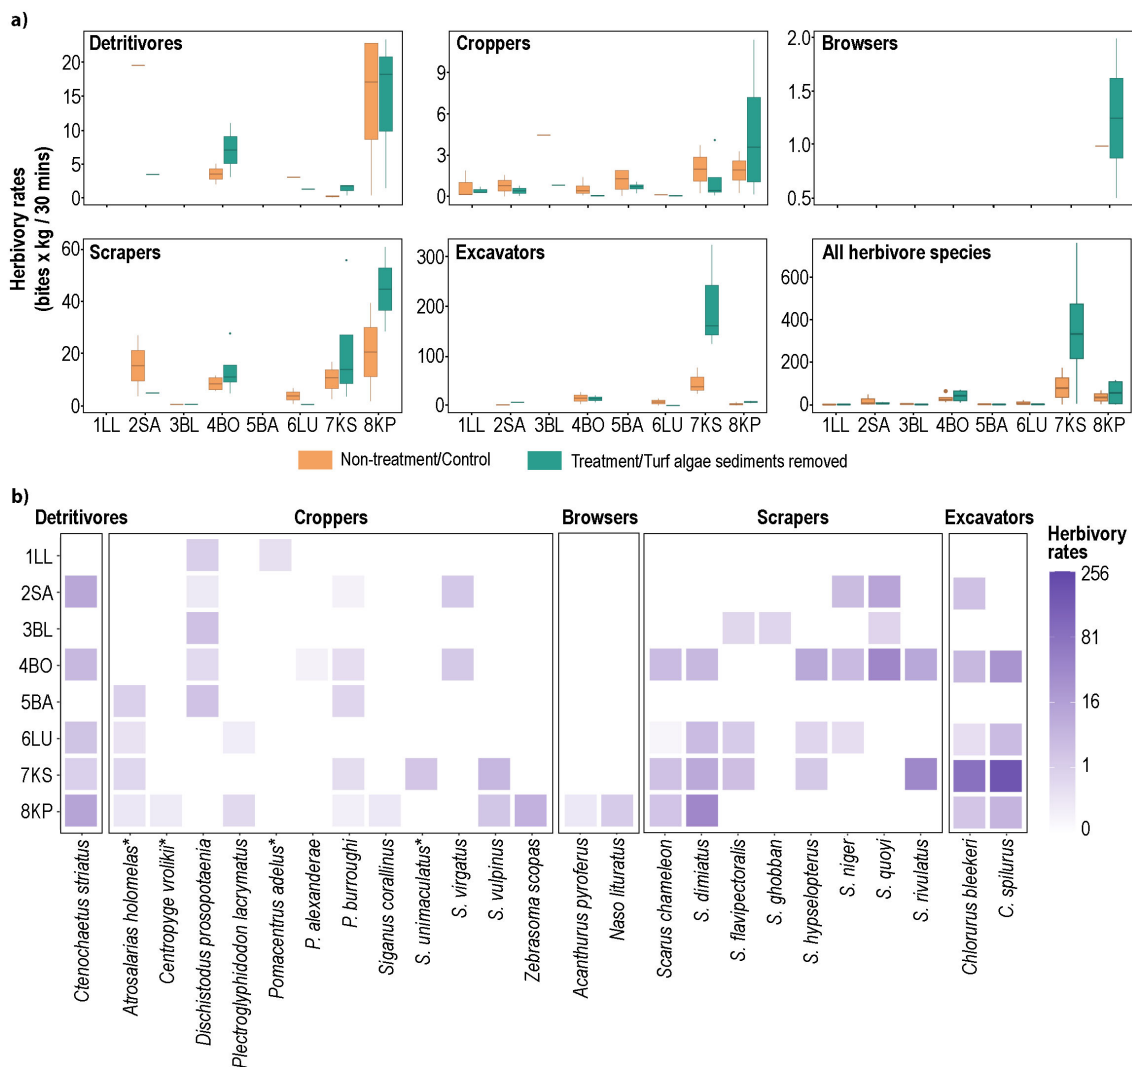 a)
Detritivores
Croppers
Browsers
20
15
10
5
0
9
6
3
0
2.0
1.5
1.0
0.5
Herbivory rates
(bites x kg / 30 mins)
Scrapers
Excavators
All herbivore species
60
40
20
0
300
200
100
0
600
400
200
0
1LL 2SA 3BL 4BO 5BA 6LU 7KS 8KP
1LL 2SA 3BL 4BO 5BA 6LU 7KS 8KP
1LL 2SA 3BL 4BO 5BA 6LU 7KS 8KP
Non-treatment/Control
Treatment/Turf algae sediments removed
b)
Detritivores
Croppers
Browsers
Scrapers
Excavators
1LL
2SA
3BL
4BO
5BA
6LU
7KS
8KP
Herbivory
rates
256
81
16
1
0
Ctenochaetus striatus
Atrosalarias holomelas*
Centropyge vrolikii*
Dischistodus prosopotaenia
Plectroglyphidodon lacrymatus
Pomacentrus adelus*
P. alexanderae
P. burroughi
Siganus corallinus
S. unimaculatus*
S. virgatus
S. vulpinus
Zebrasoma scopas
Acanthurus pyroferus
Naso lituratus
Scarus chameleon
S. dimiatus
S. flavipectoralis
S. ghobban
S. hypselopterus
S. niger
S. quoyi
S. rivulatus
Chlorurus bleekeri
C. spilurus